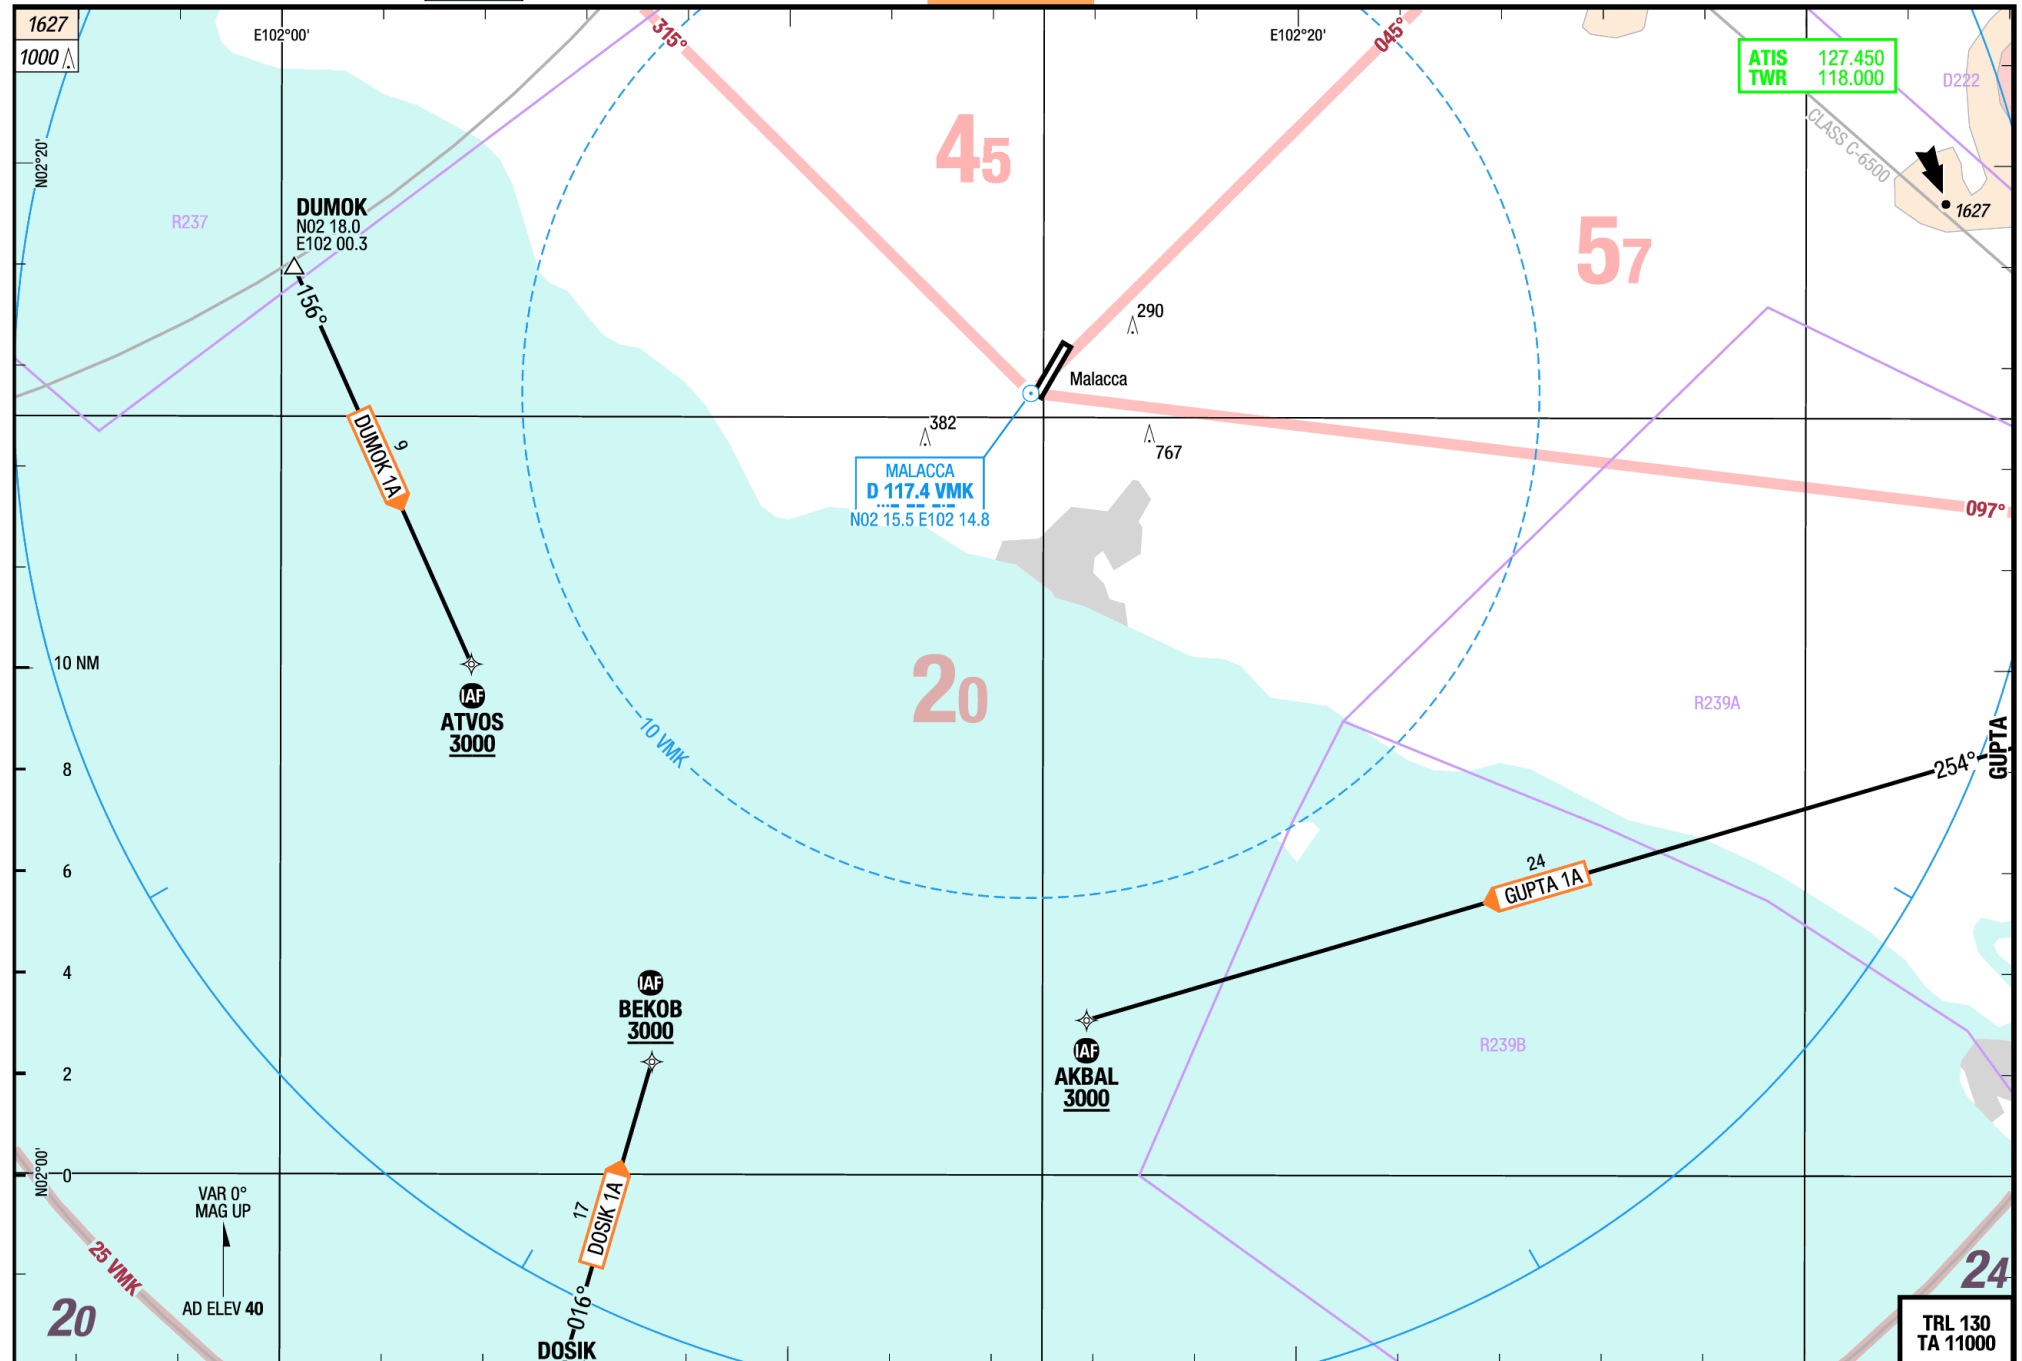 1627
1000
E102°00'
315°
E102°20'
045°
ATIS 127.450
TWR 118.000
D222
CLASS C-6500
1627
N02°20'
45
57
R237
DUMOK
N02 18.0
E102 00.3
156°
290
Malacca
382
767
9
DUMOK 1A
MALACCA
D 117.4 VMK
N02 15.5 E102 14.8
097°
10 NM
IAF
ATVOS
3000
20
10 VMK
R239A
GUPTA
254°
8
24
GUPTA 1A
6
4
IAF
BEKOB
3000
IAF
AKBAL
3000
R239B
2
0
N02°00'
VAR 0°
MAG UP
17
DOSIK 1A
25 VMK
AD ELEV 40
016°
DOSIK
20
24
TRL 130
TA 11000